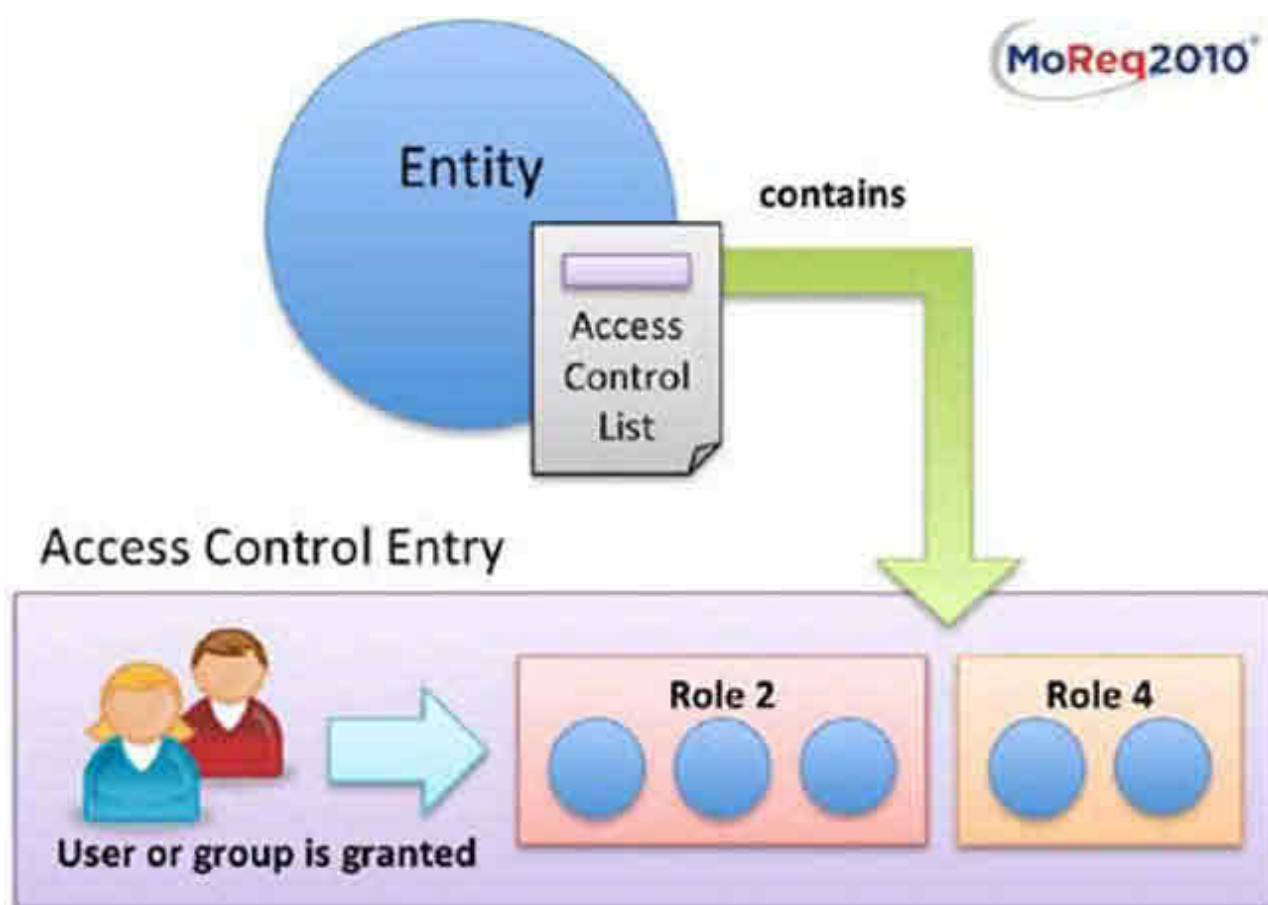 MoReq2010®
Entity
contains
Access
Control
List
Access Control Entry
Role 2
Role 4
User or group is granted